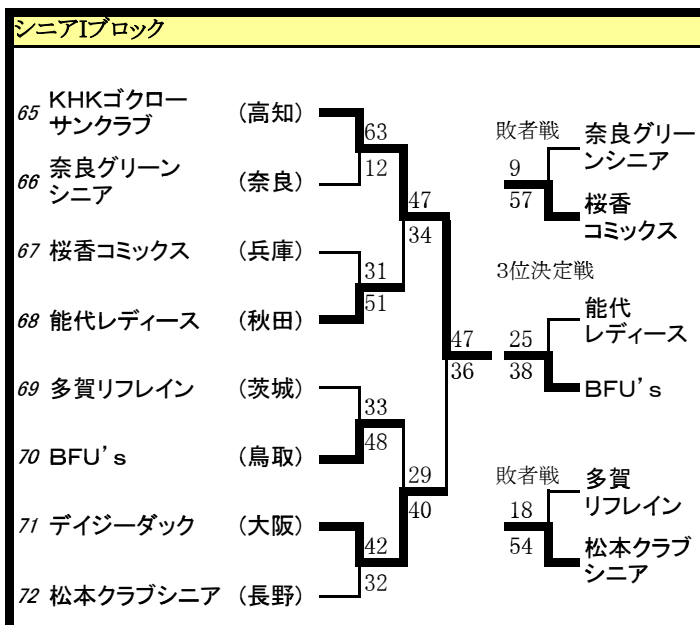 シニアIブロック
65 KHKゴクロー
サンクラブ (高知)
63
12
66 奈良グリーン
シニア (奈良)
47
34
67 桜香コミックス (兵庫)
31
51
68 能代レディース (秋田)
47
36
69 多賀リフレイン (茨城)
33
48
70 BFU's (鳥取)
29
40
71 デイジーダック (大阪)
42
32
72 松本クラブシニア (長野)
敗者戦
奈良グリー
ンシニア
9
57
桜香
コミックス
3位決定戦
能代
レディース
25
38
BFU's
敗者戦
多賀
リフレイン
18
54
松本クラブ
シニア